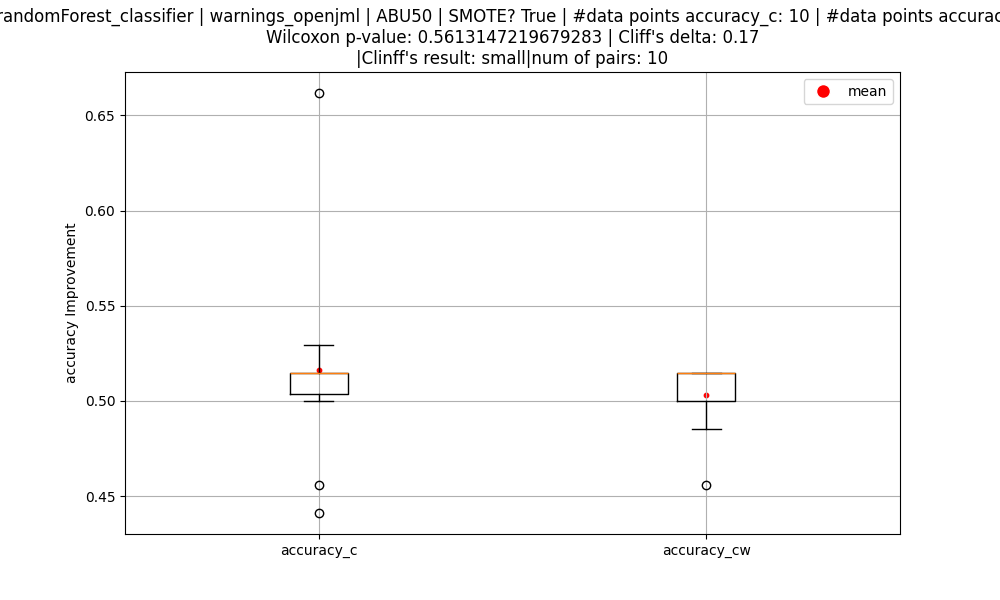 randomForest_classifier | warnings_openjml | ABU50 | SMOTE? True | #data points accuracy_c: 10 | #data points
Wilcoxon p-value: 0.5613147219679283 | Cliff's delta: 0.17
|Clinff's result: small|num of pairs: 10
mean
0.65
0.60
0.55
0.50
0.45
accuracy Improvement
accuracy_c
accuracy_cw